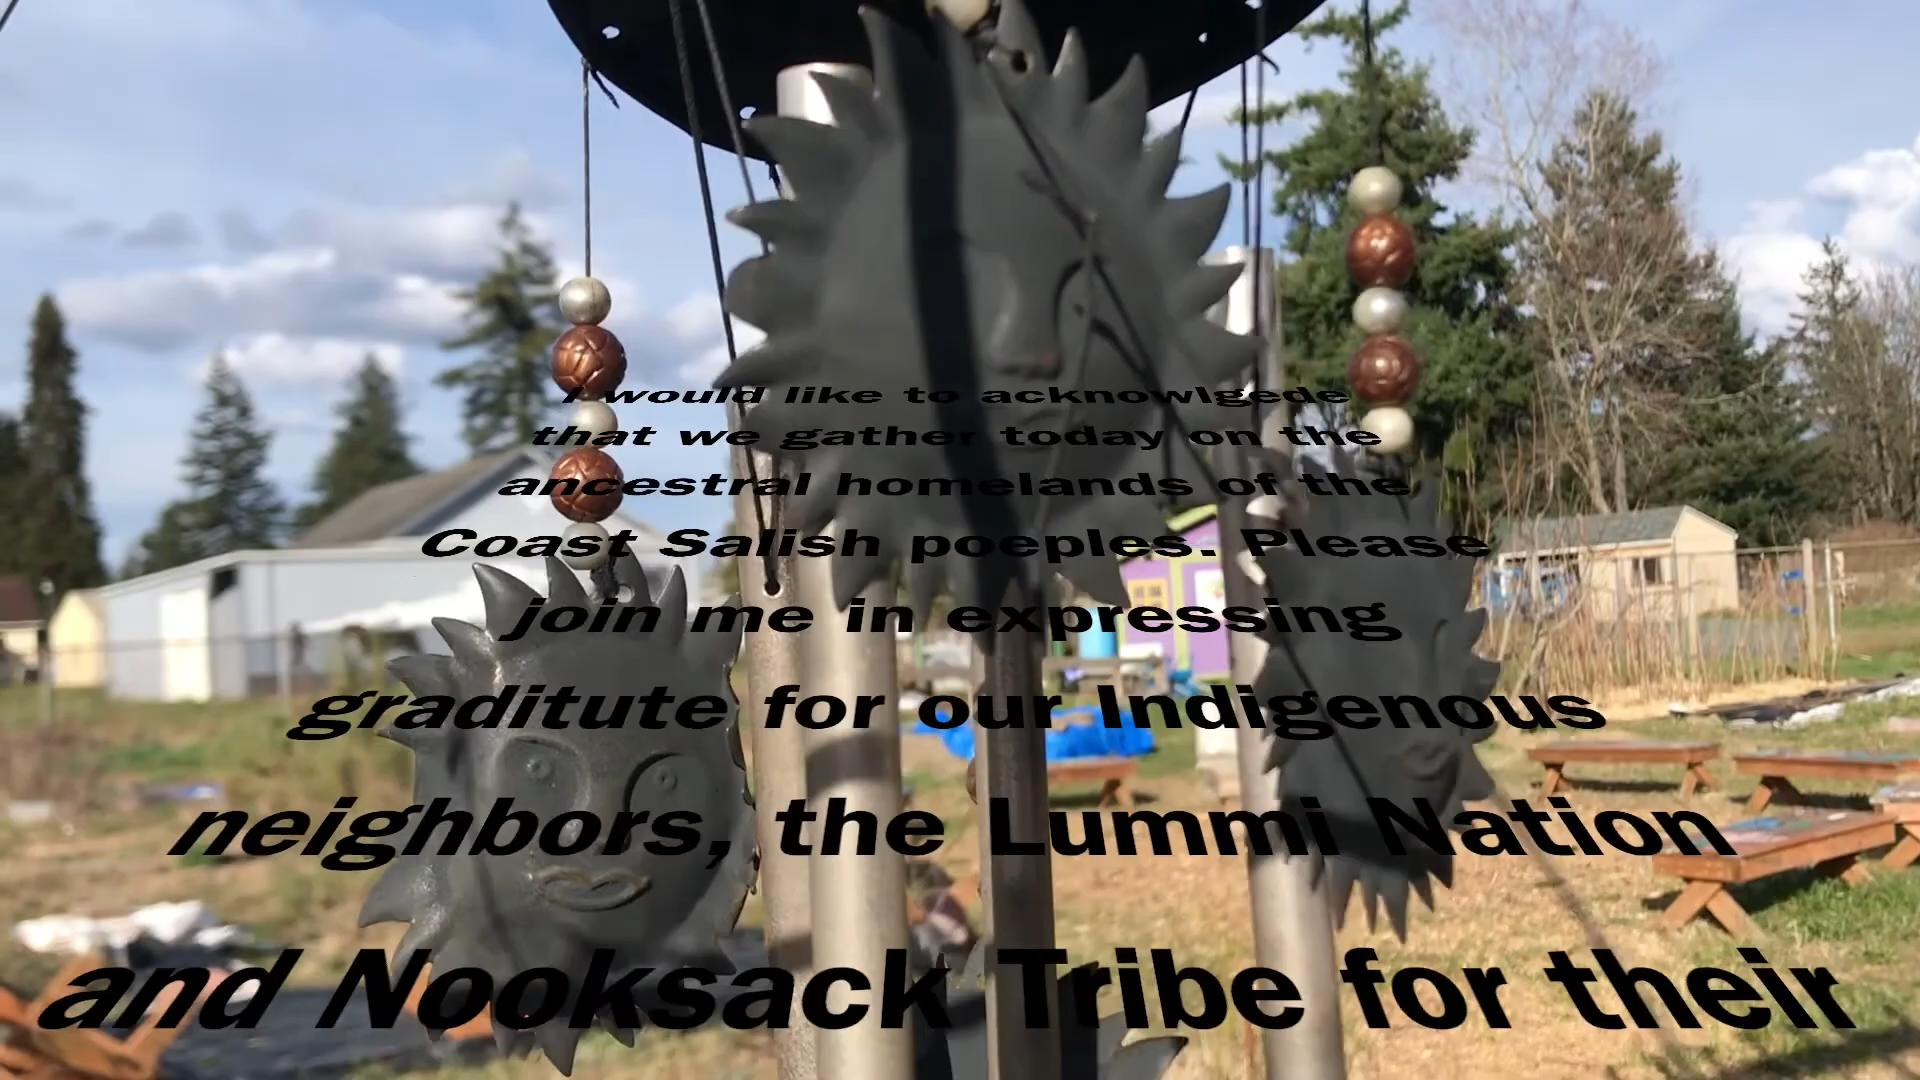 I would like to acknowlgede
that we gather today on the
ancestral homelands of the
Coast Salish poeples. Please
join me in expressing
graditute for our Indigenous
neighbors, the Lummi Nation
and Nooksack Tribe for their